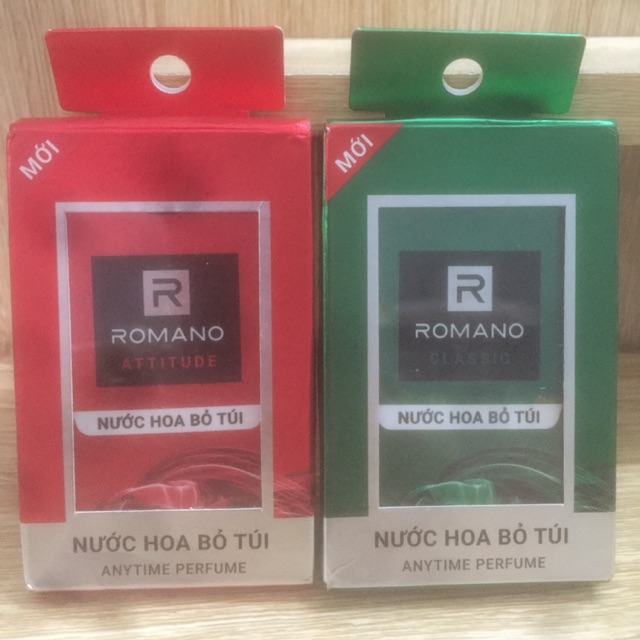 MỚI
R
ROMANO
ATTITUDE
NƯỚC HOA BỎ TÚI
NƯỚC HOA BỎ TÚI
ANYTIME PERFUME
MỚI
R
ROMANO
CLASSIC
NƯỚC HOA BỎ TÚI
NƯỚC HOA BỎ TÚI
ANYTIME PERFUME